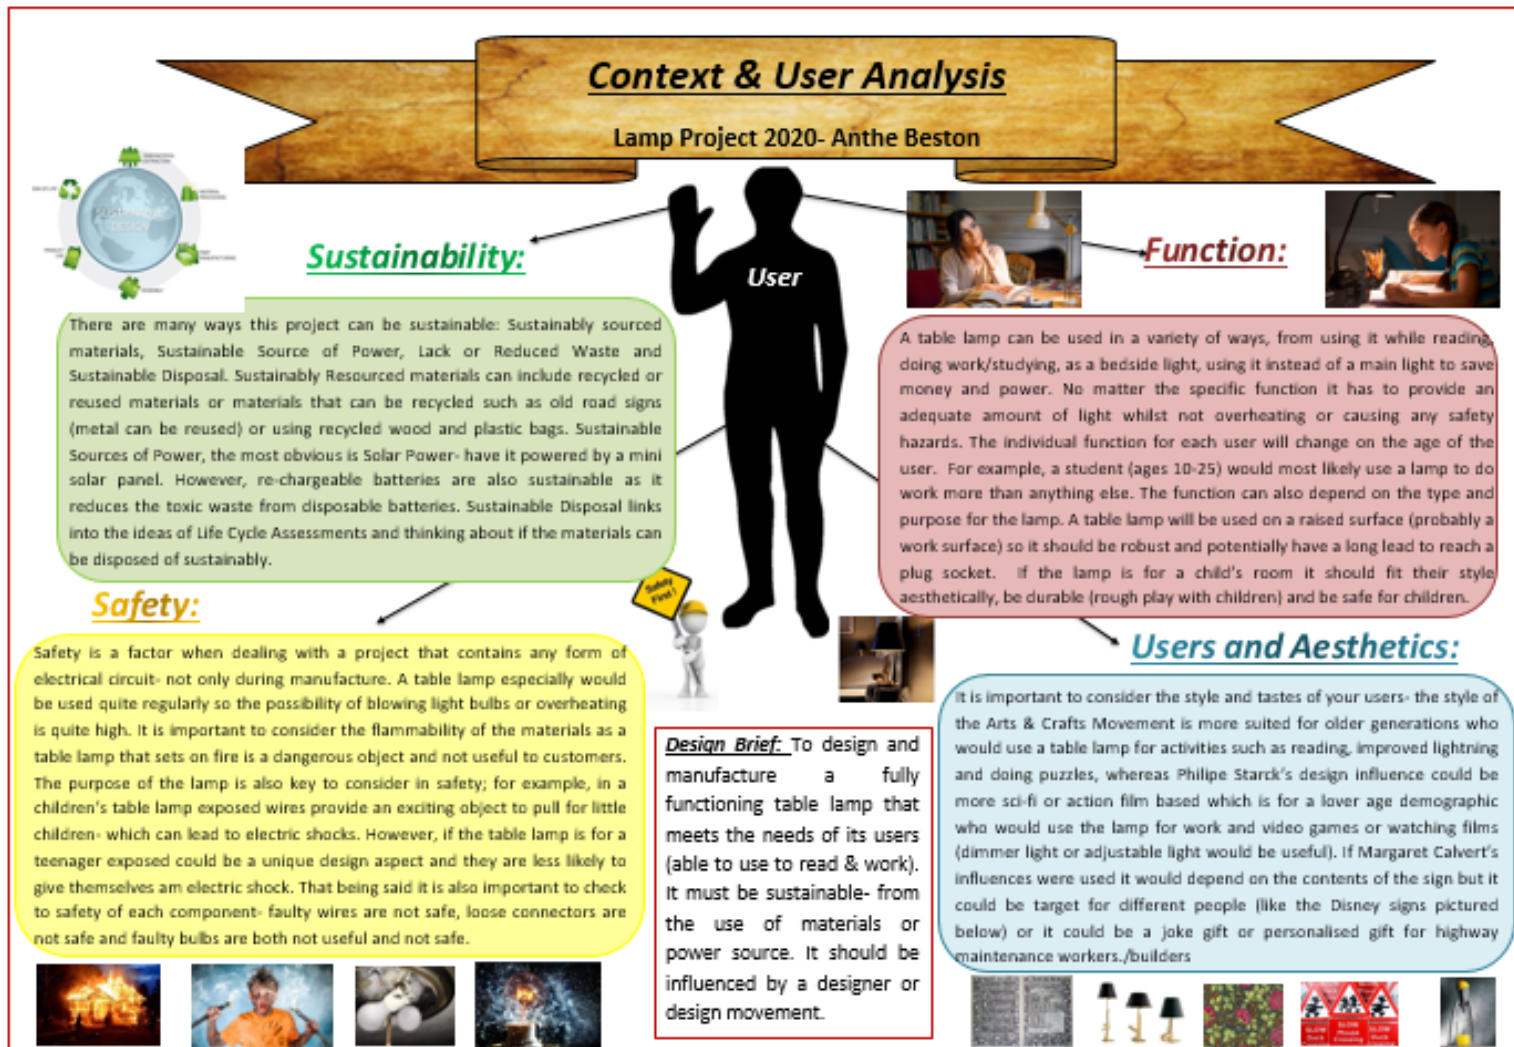 Context & User Analysis
Lamp Project 2020- Anthe Beston
SUSTAINABLE
DESIGN
Sustainability:
User
Function:
There are many ways this project can be sustainable: Sustainably sourced
materials, Sustainable Source of Power, Lack or Reduced Waste and
Sustainable Disposal. Sustainably Resourced materials can include recycled or
reused materials or materials that can be recycled such as old road signs
(metal can be reused) or using recycled wood and plastic bags. Sustainable
Sources of Power, the most obvious is Solar Power- have it powered by a mini
solar panel. However, re-chargeable batteries are also sustainable as it
reduces the toxic waste from disposable batteries. Sustainable Disposal links
into the ideas of Life Cycle Assessments and thinking about if the materials can
be disposed of sustainably.
A table lamp can be used in a variety of ways, from using it while reading,
doing work/studying, as a bedside light, using it instead of a main light to save
money and power. No matter the specific function it has to provide an
adequate amount of light whilst not overheating or causing any safety
hazards. The individual function for each user will change on the age of the
user. For example, a student (ages 10-25) would most likely use a lamp to do
work more than anything else. The function can also depend on the type and
purpose for the lamp. A table lamp will be used on a raised surface (probably a
work surface) so it should be robust and potentially have a long lead to reach a
plug socket. If the lamp is for a child's room it should fit their style
aesthetically, be durable (rough play with children) and be safe for children.
Safety:
Safety
First!
Safety is a factor when dealing with a project that contains any form of
electrical circuit- not only during manufacture. A table lamp especially would
be used quite regularly so the possibility of blowing light bulbs or overheating
is quite high. It is important to consider the flammability of the materials as a
table lamp that sets on fire is a dangerous object and not useful to customers.
The purpose of the lamp is also key to consider in safety; for example, in a
children's table lamp exposed wires provide an exciting object to pull for little
children- which can lead to electric shocks. However, if the table lamp is for a
teenager exposed could be a unique design aspect and they are less likely to
give themselves am electric shock. That being said it is also important to check
to safety of each component- faulty wires are not safe, loose connectors are
not safe and faulty bulbs are both not useful and not safe.
Design Brief: To design and
manufacture a fully
functioning table lamp that
meets the needs of its users
(able to use to read & work).
It must be sustainable- from
the use of materials or
power source. It should be
influenced by a designer or
design movement.
Users and Aesthetics:
It is important to consider the style and tastes of your users- the style of
the Arts & Crafts Movement is more suited for older generations who
would use a table lamp for activities such as reading, improved lightning
and doing puzzles, whereas Philipe Starck's design influence could be
more sci-fi or action film based which is for a lover age demographic
who would use the lamp for work and video games or watching films
(dimmer light or adjustable light would be useful). If Margaret Calvert's
influences were used it would depend on the contents of the sign but it
could be target for different people (like the Disney signs pictured
below) or it could be a joke gift or personalised gift for highway
maintenance workers./builders
SLOW
SLOW
SLOW